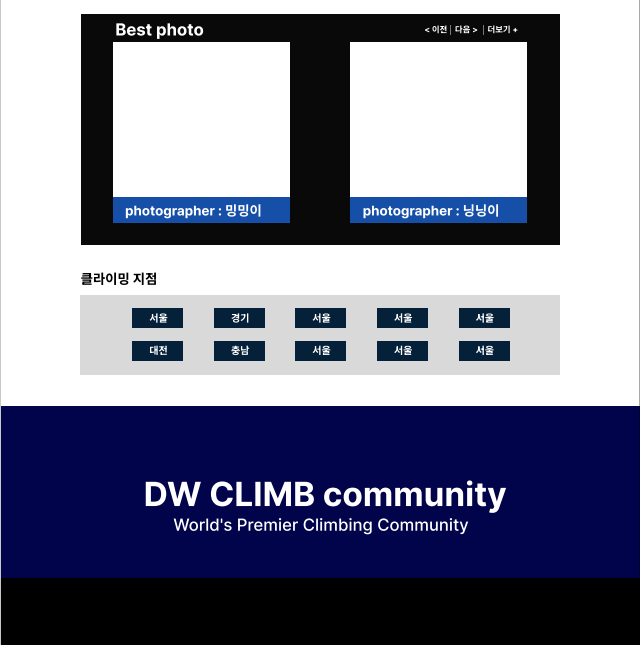 Best photo
< 이전 | 다음 > | 더보기 +
photographer : 밍밍이
photographer : 닝닝이
클라이밍 지점
서울 경기 서울 서울 서울
대전 충남 서울 서울 서울
DW CLIMB community
World's Premier Climbing Community